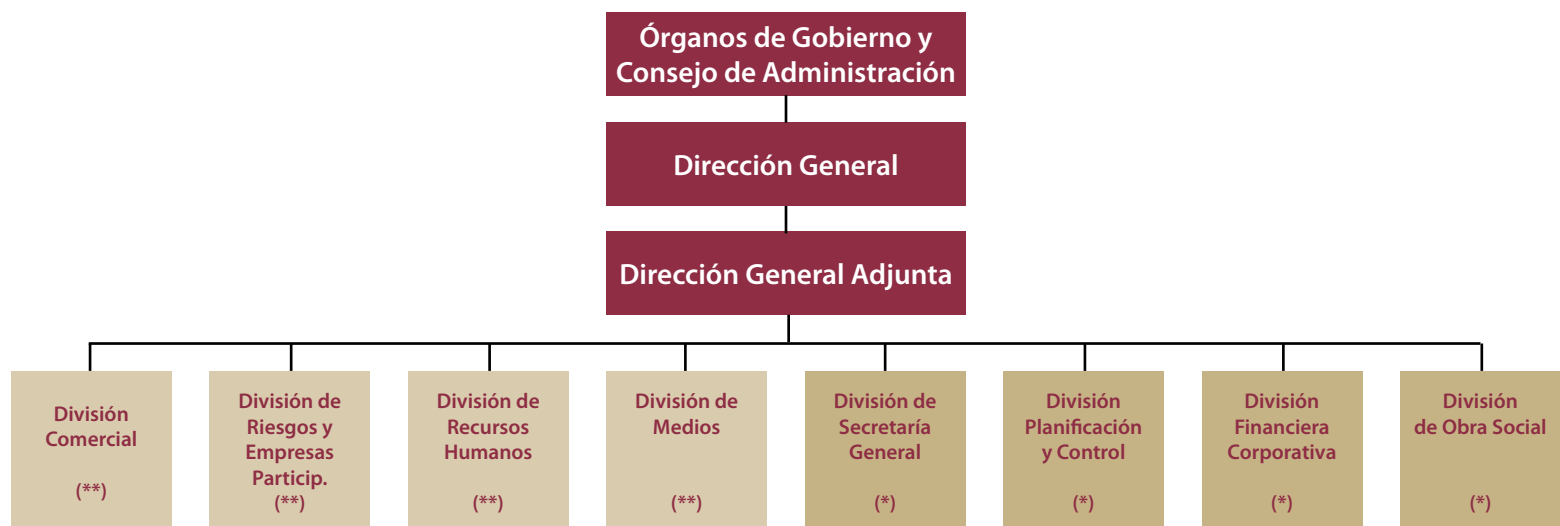 Órganos de Gobierno y
Consejo de Administración
Dirección General
Dirección General Adjunta
División
Comercial
(**)
División de
Riesgos y
Empresas
Particip.
(**)
División de
Recursos
Humanos
(**)
División de
Medios
(**)
División de
Secretaría
General
(*)
División
Planificación
y Control
(*)
División
Financiera
Corporativa
(*)
División
de Obra Social
(*)